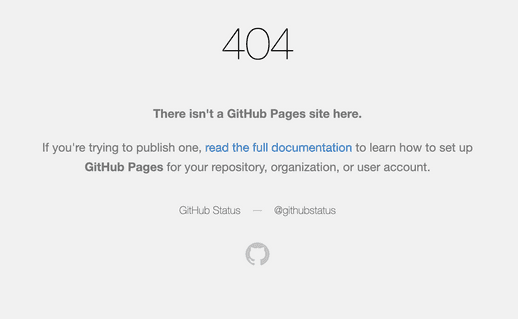 404
There isn't a GitHub Pages site here.
If you're trying to publish one, read the full documentation to learn how to set up
GitHub Pages for your repository, organization, or user account.
GitHub Status — @githubstatus